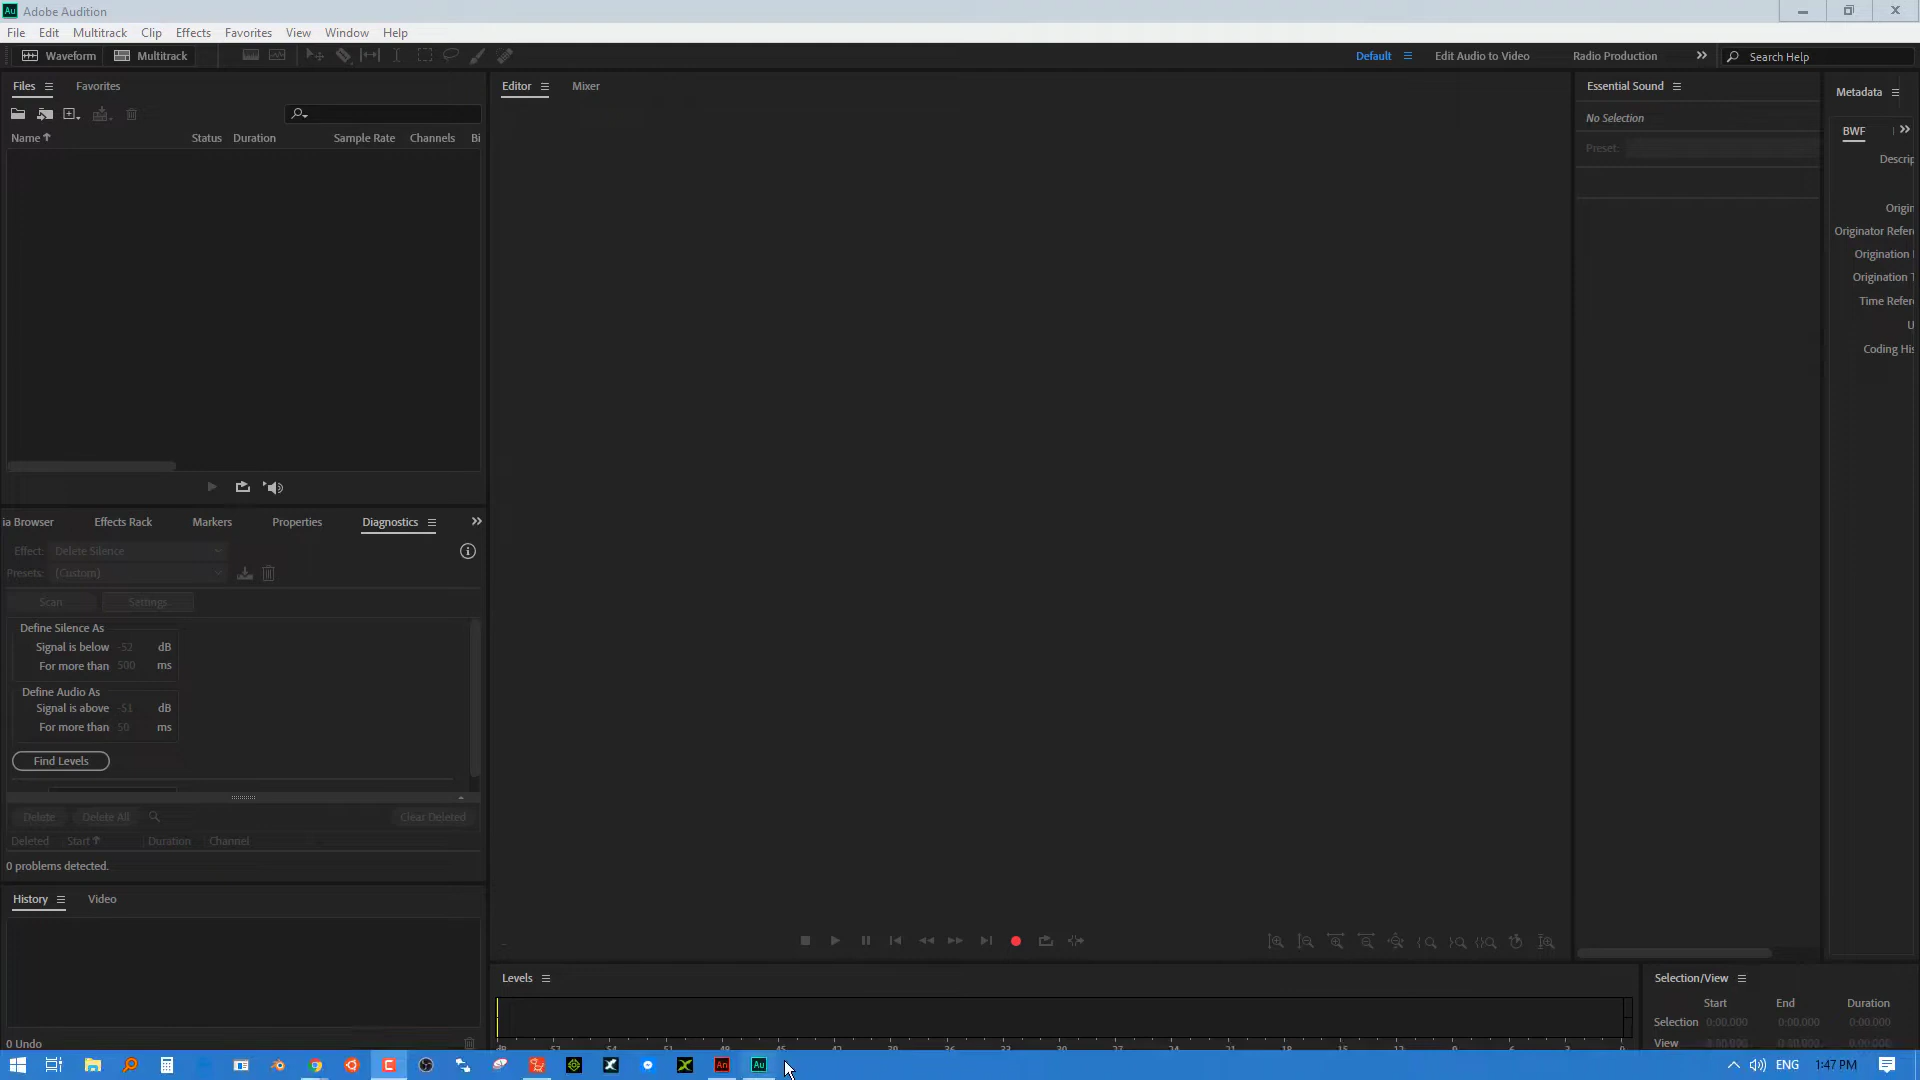 Au Adobe Audition
File Edit Multitrack Clip Effects Favorites View Window Help
Waveform Multitrack Default Edit Audio to Video Radio Production Search Help
Files Favorites Editor Mixer Essential Sound Metadata
No Selection
Preset:
BWF
Name Status Duration Sample Rate Channels Bi
Descrip
Origin
Originator Refere
Origination
Origination T
Time Refere
U
Coding His
ia Browser Effects Rack Markers Properties Diagnostics
Effect: Delete Silence
Presets: (Custom)
Scan Settings
Define Silence As
Signal is below -52 dB
For more than 500 ms
Define Audio As
Signal is above -51 dB
For more than 50 ms
Find Levels
Delete Delete All Clear Deleted
Deleted Start Duration Channel
0 problems detected.
History Video
Levels Selection/View
Start End Duration
Selection 0:00.000 0:00.000 0:00.000
View 0:00.000 0:00.000 0:00.000
0 Undo
An Au ENG 1:47 PM